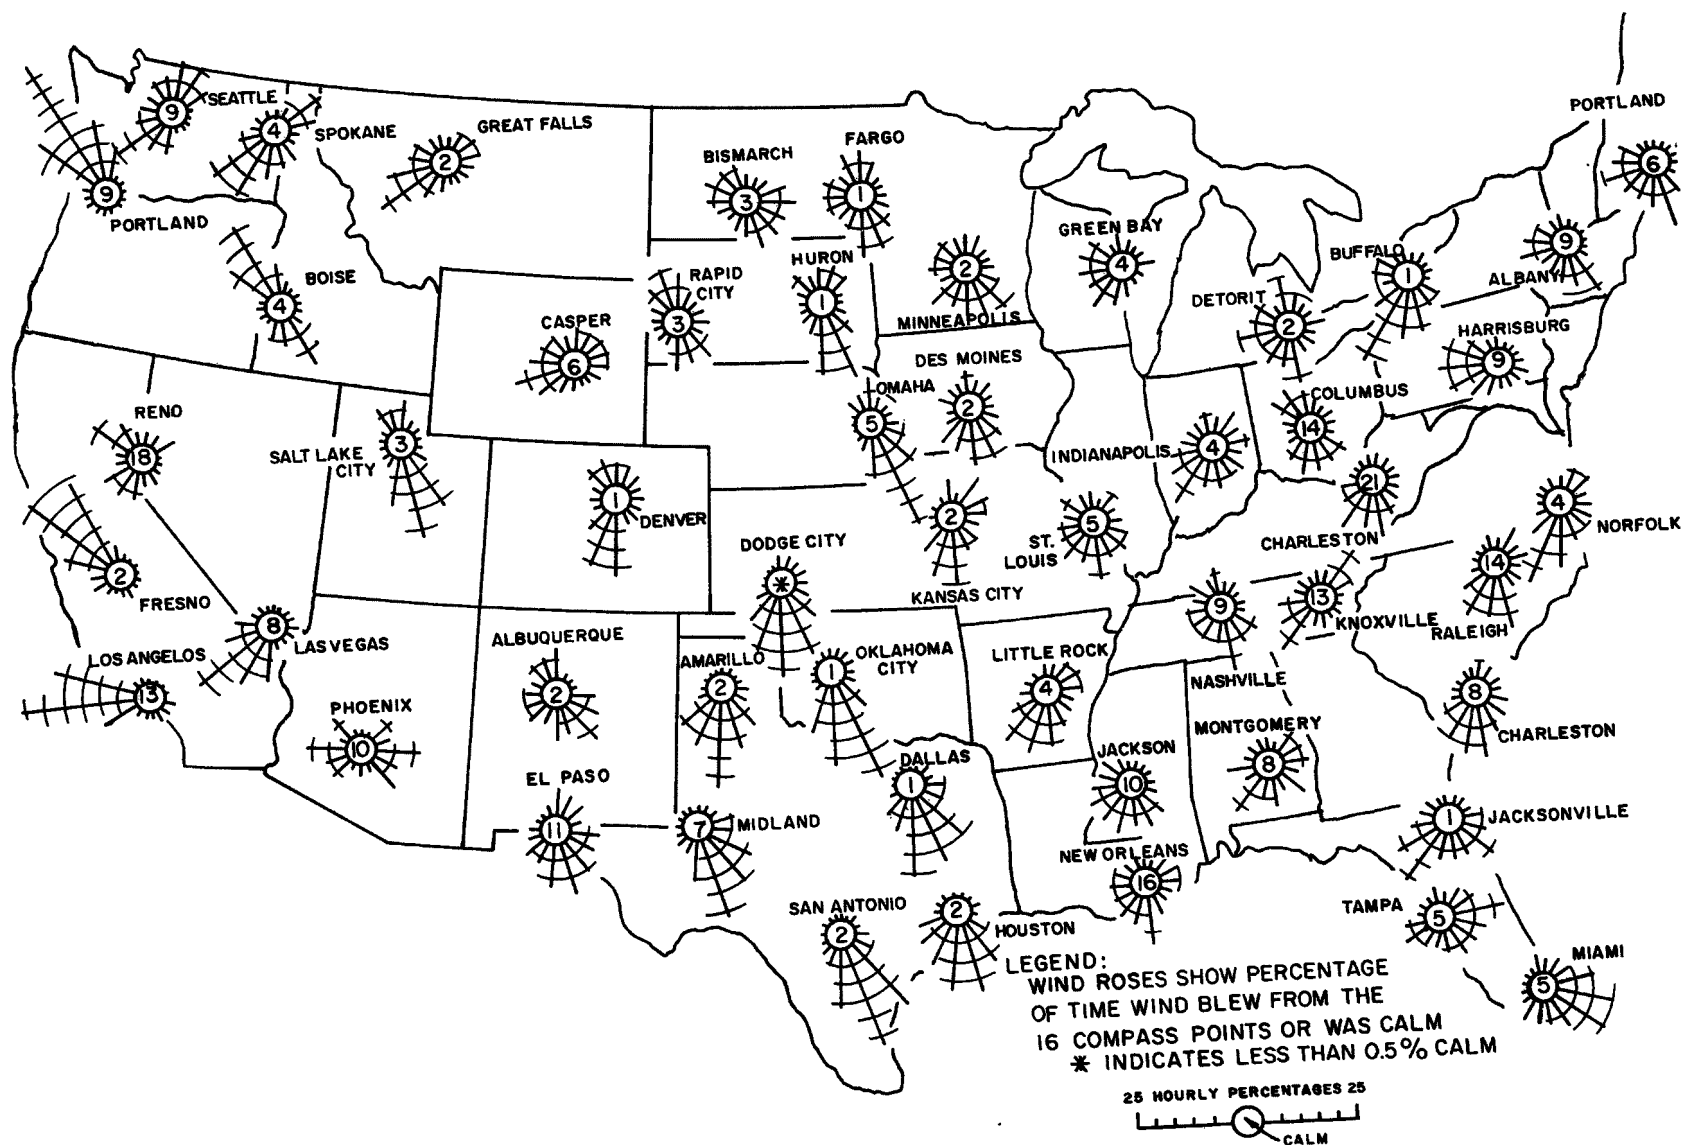 PORTLAND
9
SEATTLE
4
SPOKANE
GREAT FALLS
2
9
PORTLAND
BISMARCH
3
FARGO
1
6
BOISE
4
RAPID
CITY
3
HURON
1
2
MINNEAPOLIS
GREEN BAY
4
DETORIT
2
BUFFALO
1
9
ALBANY
HARRISBURG
9
CASPER
6
DES MOINES
2
OMAHA
5
COLUMBUS
14
RENO
18
SALT LAKE
CITY
3
INDIANAPOLIS
4
21
CHARLESTON
4
NORFOLK
1
DENVER
2
KANSAS CITY
5
ST.
LOUIS
DODGE CITY
*
14
RALEIGH
2
FRESNO
8
LAS VEGAS
9
NASHVILLE
13
KNOXVILLE
LOS ANGELOS
13
PHOENIX
10
ALBUQUERQUE
2
AMARILLO
2
OKLAHOMA
CITY
1
LITTLE ROCK
4
8
CHARLESTON
MONTGOMERY
8
JACKSON
10
DALLAS
1
EL PASO
11
7
MIDLAND
1
JACKSONVILLE
NEW ORLEANS
16
SAN ANTONIO
2
2
HOUSTON
TAMPA
5
MIAMI
5
LEGEND:
WIND ROSES SHOW PERCENTAGE
OF TIME WIND BLEW FROM THE
16 COMPASS POINTS OR WAS CALM
* INDICATES LESS THAN 0.5% CALM
25 HOURLY PERCENTAGES 25
CALM